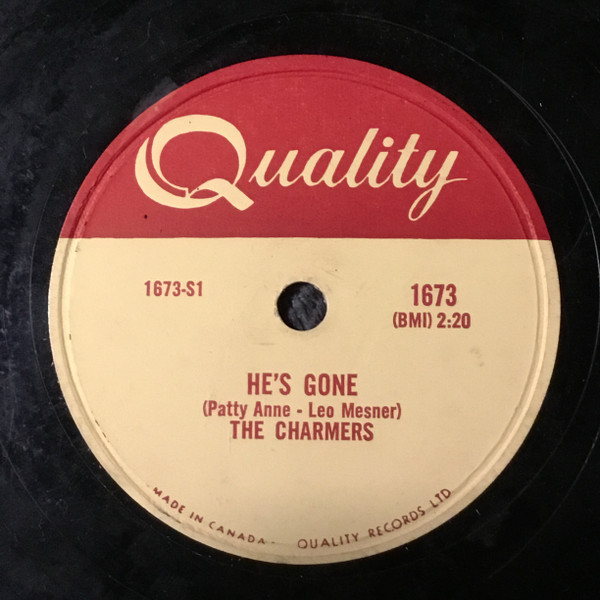 Quality
1673-S1
1673
(BMI) 2:20
HE'S GONE
(Patty Anne - Leo Mesner)
THE CHARMERS
MADE IN CANADA - QUALITY RECORDS LTD